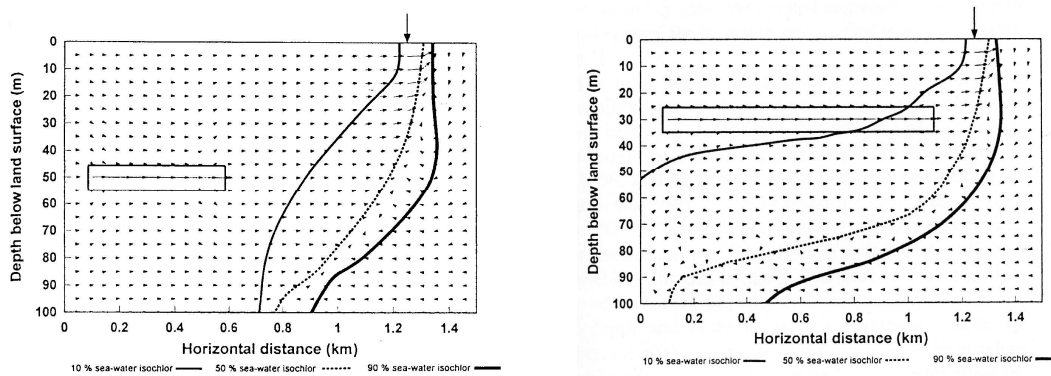 Depth below land surface (m)
0
10
20
30
40
50
60
70
80
90
100
0 0.2 0.4 0.6 0.8 1 1.2 1.4
Horizontal distance (km)
10 % sea-water isochlor 50 % sea-water isochlor 90 % sea-water isochlor
Depth below land surface (m)
0
10
20
30
40
50
60
70
80
90
100
0 0.2 0.4 0.6 0.8 1 1.2 1.4
Horizontal distance (km)
10 % sea-water isochlor 50 % sea-water isochlor 90 % sea-water isochlor